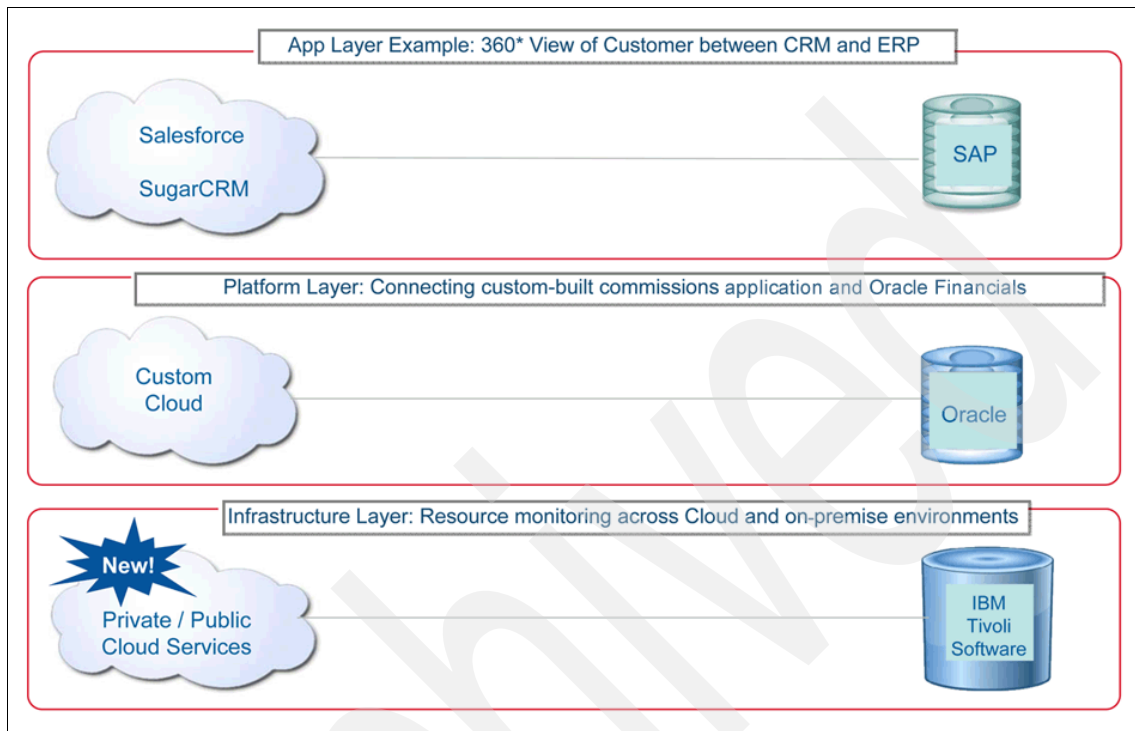 App Layer Example: 360* View of Customer between CRM and ERP
Salesforce
SugarCRM
SAP
Platform Layer: Connecting custom-built commissions application and Oracle Financials
Custom
Cloud
Oracle
Infrastructure Layer: Resource monitoring across Cloud and on-premise environments
New!
Private / Public
Cloud Services
IBM
Tivoli
Software
hived